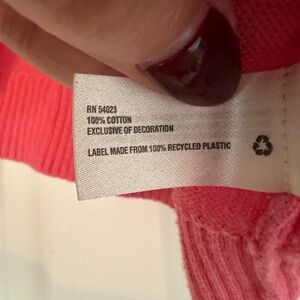 RN 54023
100% COTTON
EXCLUSIVE OF DECORATION
LABEL MADE FROM 100% RECYCLED PLASTIC